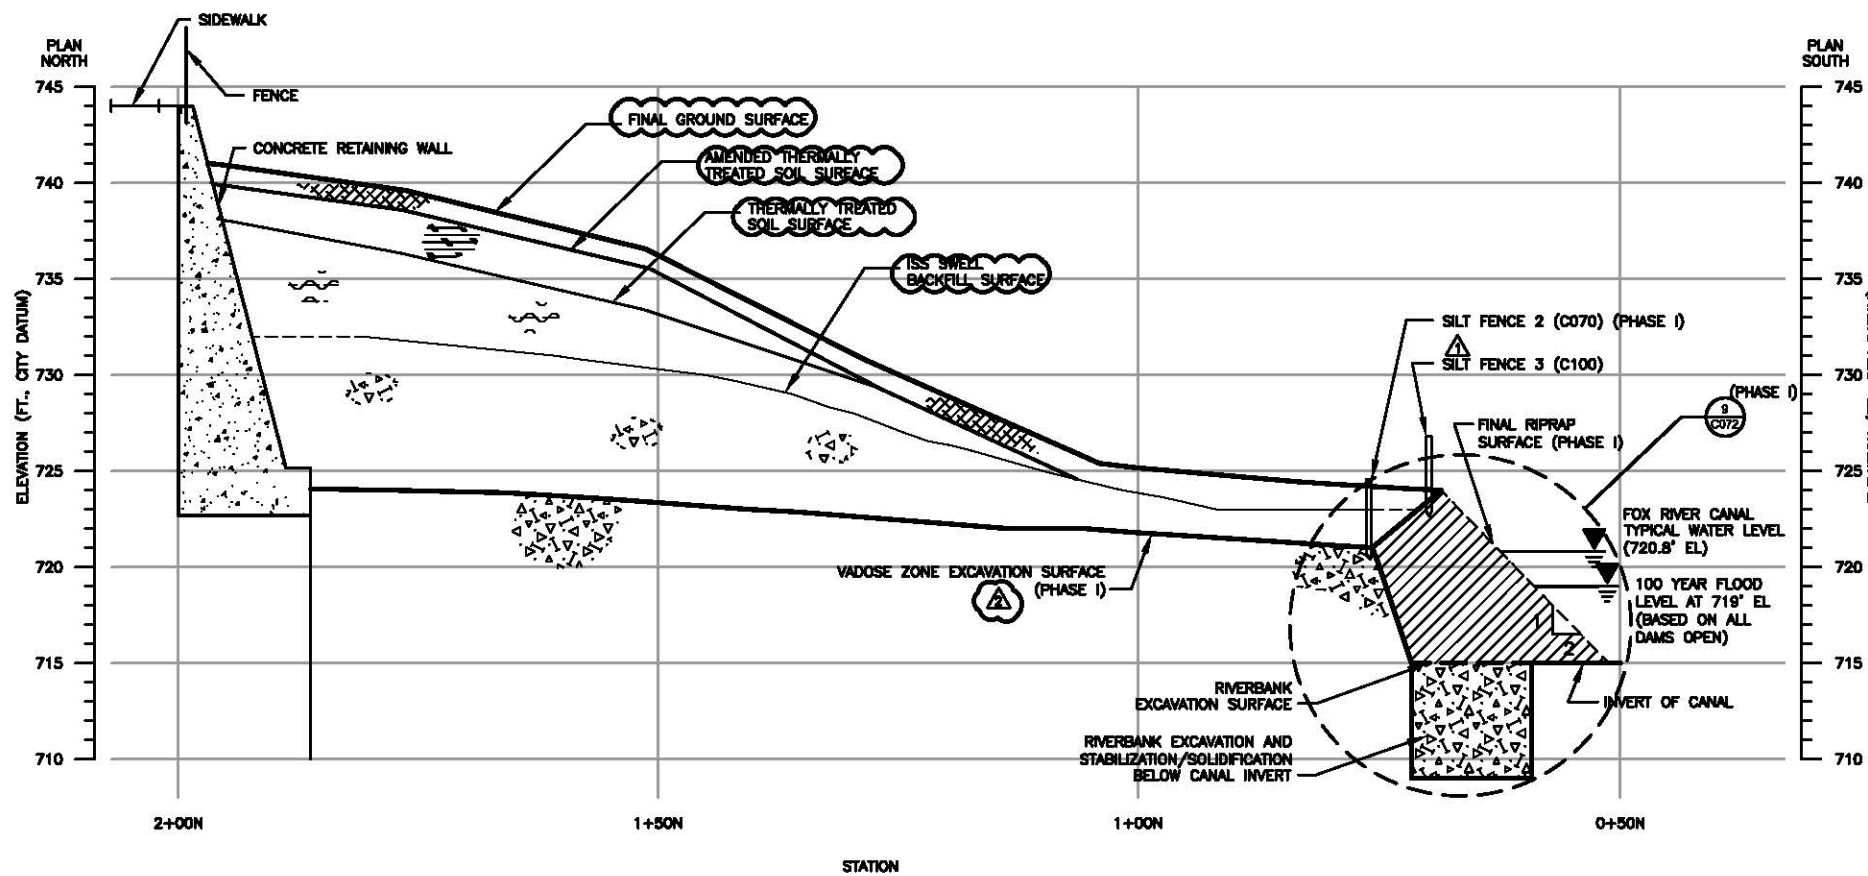 SIDEWALK
PLAN
NORTH
PLAN
SOUTH
745
FENCE
745
FINAL GROUND SURFACE
CONCRETE RETAINING WALL
AMENDED THERMALLY
TREATED SOIL SURFACE
740
740
THERMALLY TREATED
SOIL SURFACE
ISS SWELL
BACKFILL SURFACE
735
735
ELEVATION (FT., CITY DATUM)
SILT FENCE 2 (C070) (PHASE I)
1
SILT FENCE 3 (C100)
730
730
(PHASE I)
9
C072
FINAL RIPRAP
SURFACE (PHASE I)
725
725
FOX RIVER CANAL
TYPICAL WATER LEVEL
(720.8' EL)
720
720
VADOSE ZONE EXCAVATION SURFACE
(PHASE I)
2
100 YEAR FLOOD
LEVEL AT 719' EL
(BASED ON ALL
DAMS OPEN)
1
2
715
715
RIVERBANK
EXCAVATION SURFACE
INVERT OF CANAL
RIVERBANK EXCAVATION AND
STABILIZATION/SOLIDIFICATION
BELOW CANAL INVERT
710
710
2+00N
1+50N
1+00N
0+50N
STATION